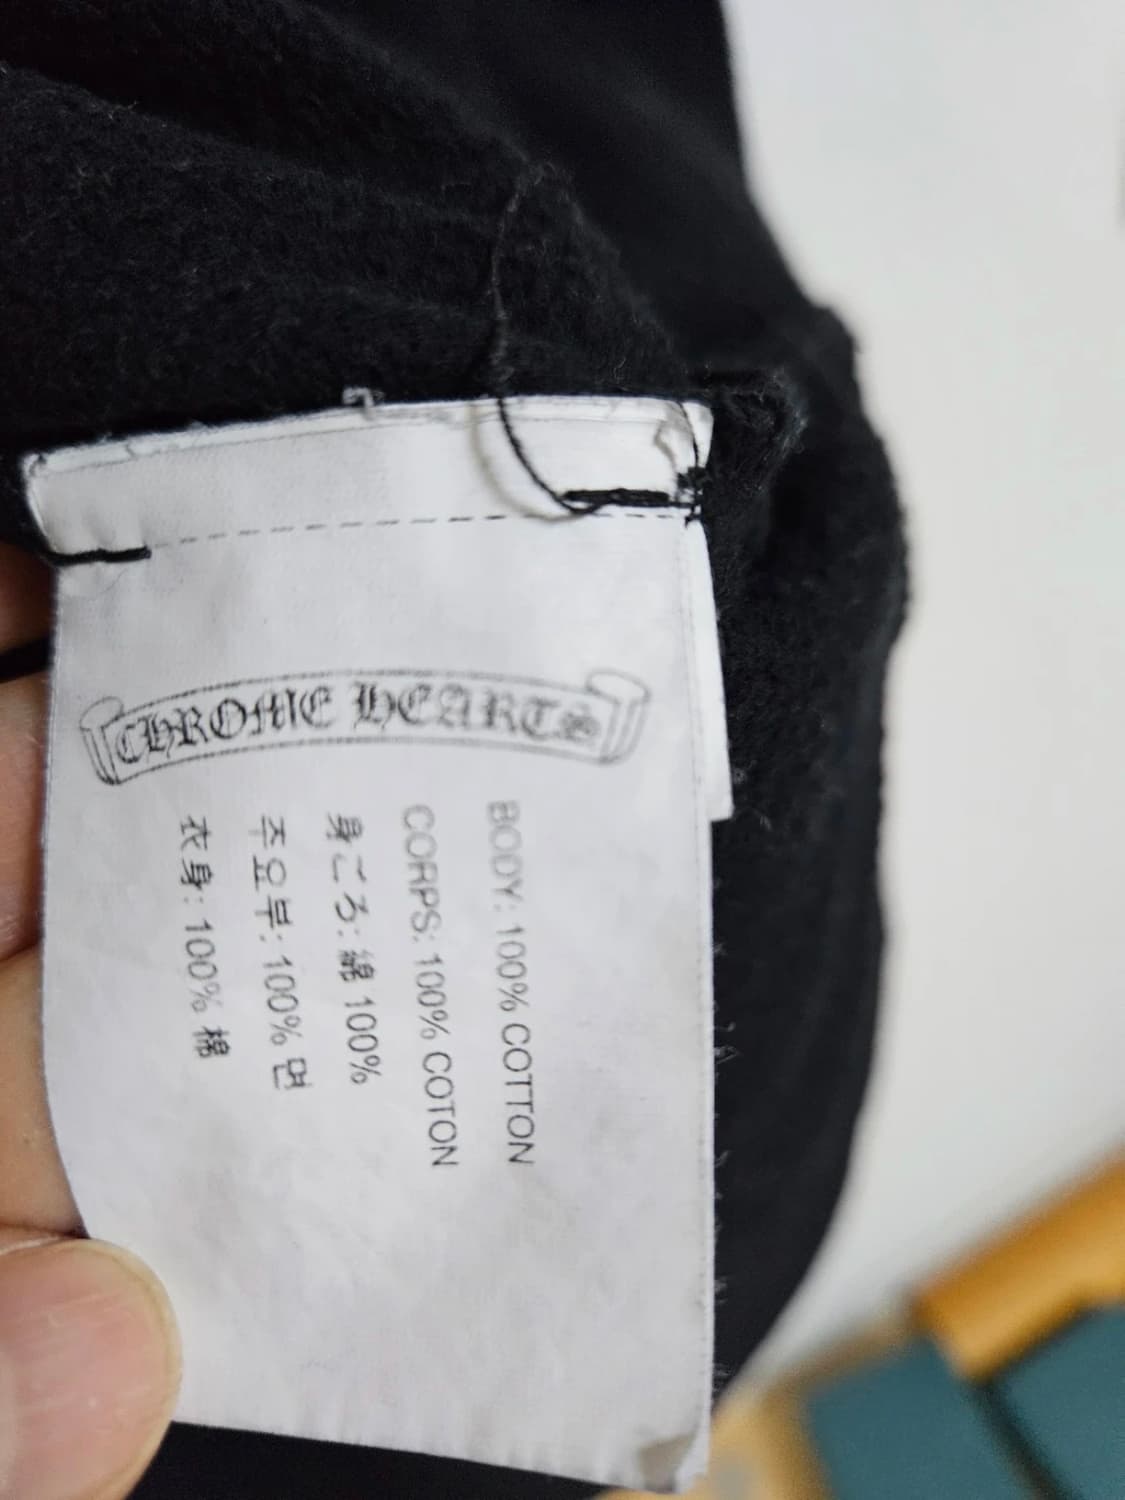 CHROME HEARTS
BODY: 100% COTTON
CORPS: 100% COTON
身ごろ: 綿 100%
주요부: 100% 면
衣身: 100% 棉